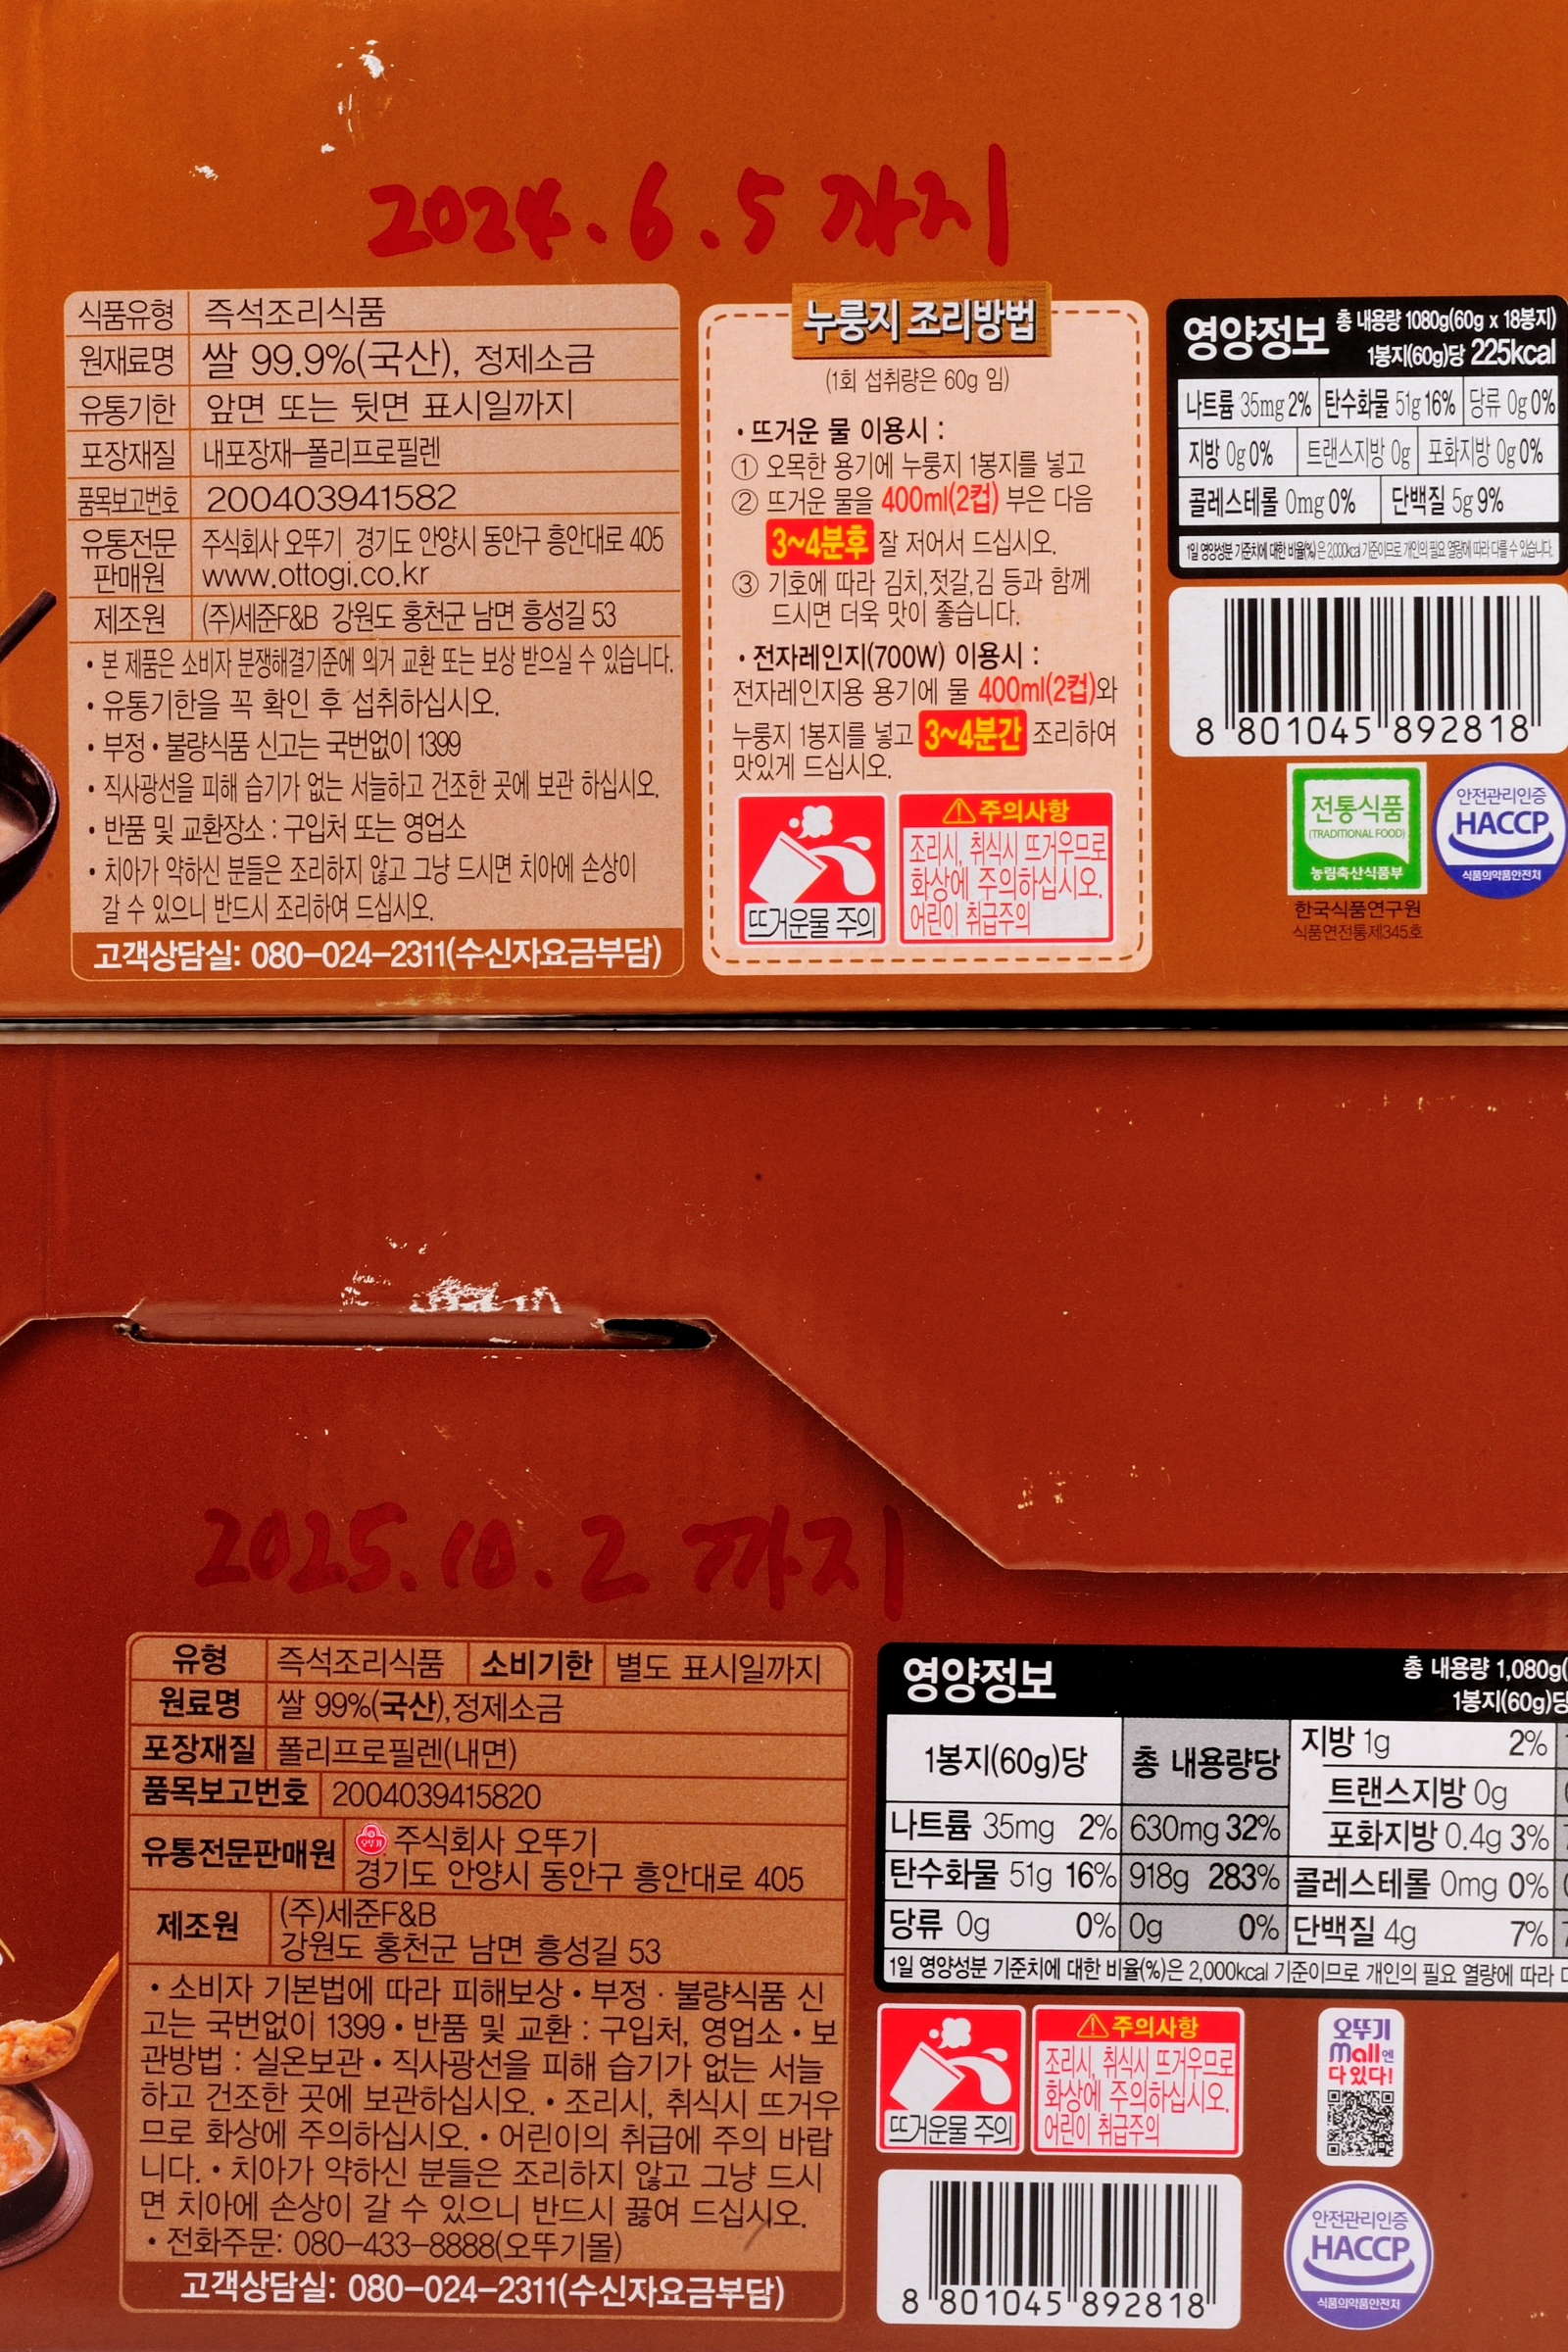 2024.6.5 까지
식품유형 즉석조리식품
원재료명 쌀 99.9%(국산), 정제소금
유통기한 앞면 또는 뒷면 표시일까지
포장재질 내포장재-폴리프로필렌
품목보고번호 200403941582
유통전문판매원 주식회사 오뚜기 경기도 안양시 동안구 흥안대로 405
www.ottogi.co.kr
제조원 (주)세준F&B 강원도 홍천군 남면 흥성길 53
• 본 제품은 소비자 분쟁해결기준에 의거 교환 또는 보상 받으실 수 있습니다.
• 유통기한을 꼭 확인 후 섭취하십시오.
• 부정 • 불량식품 신고는 국번없이 1399
• 직사광선을 피해 습기가 없는 서늘하고 건조한 곳에 보관 하십시오.
• 반품 및 교환장소 : 구입처 또는 영업소
• 치아가 약하신 분들은 조리하지 않고 그냥 드시면 치아에 손상이
갈 수 있으니 반드시 조리하여 드십시오.
고객상담실: 080-024-2311(수신자요금부담)
누룽지 조리방법
(1회 섭취량은 60g 임)
• 뜨거운 물 이용시 :
① 오목한 용기에 누룽지 1봉지를 넣고
② 뜨거운 물을 400ml(2컵) 부은 다음
3~4분후 잘 저어서 드십시오.
③ 기호에 따라 김치,젓갈,김 등과 함께
드시면 더욱 맛이 좋습니다.
• 전자레인지(700W) 이용시 :
전자레인지용 용기에 물 400ml(2컵)와
누룽지 1봉지를 넣고 3~4분간 조리하여
맛있게 드십시오.
뜨거운물 주의
주의사항
조리시, 취식시 뜨거우므로
화상에 주의하십시오.
어린이 취급주의
영양정보 총 내용량 1080g(60g x 18봉지)
1봉지(60g)당 225kcal
나트륨 35mg 2% 탄수화물 51g 16% 당류 0g 0%
지방 0g 0% 트랜스지방 0g 포화지방 0g 0%
콜레스테롤 0mg 0% 단백질 5g 9%
1일 영양성분 기준치에 대한 비율(%)은 2,000kcal 기준이므로 개인의 필요 열량에 따라 다를 수 있습니다.
8 801045 892818
전통식품
(TRADITIONAL FOOD)
농림축산식품부
한국식품연구원
식품연전통제345호
안전관리인증
HACCP
식품의약품안전처
2025.10.2 까지
유형 즉석조리식품 소비기한 별도 표시일까지
원료명 쌀 99%(국산),정제소금
포장재질 폴리프로필렌(내면)
품목보고번호 2004039415820
유통전문판매원 오뚜기 주식회사 오뚜기
경기도 안양시 동안구 흥안대로 405
제조원 (주)세준F&B
강원도 홍천군 남면 흥성길 53
• 소비자 기본법에 따라 피해보상 • 부정 · 불량식품 신
고는 국번없이 1399 • 반품 및 교환 : 구입처, 영업소 • 보
관방법 : 실온보관 • 직사광선을 피해 습기가 없는 서늘
하고 건조한 곳에 보관하십시오. • 조리시, 취식시 뜨거우
므로 화상에 주의하십시오. • 어린이의 취급에 주의 바랍
니다. • 치아가 약하신 분들은 조리하지 않고 그냥 드시
면 치아에 손상이 갈 수 있으니 반드시 끓여 드십시오.
• 전화주문: 080-433-8888(오뚜기몰)
고객상담실: 080-024-2311(수신자요금부담)
영양정보 총 내용량 1,080g(
1봉지(60g)당
1봉지(60g)당 총 내용량당
나트륨 35mg 2% 630mg 32%
탄수화물 51g 16% 918g 283%
당류 0g 0% 0g 0%
지방 1g 2%
트랜스지방 0g
포화지방 0.4g 3%
콜레스테롤 0mg 0%
단백질 4g 7%
1일 영양성분 기준치에 대한 비율(%)은 2,000kcal 기준이므로 개인의 필요 열량에 따라
뜨거운물 주의
주의사항
조리시, 취식시 뜨거우므로
화상에 주의하십시오.
어린이 취급주의
오뚜기
mall엔
다 있다!
8 801045 892818
안전관리인증
HACCP
식품의약품안전처